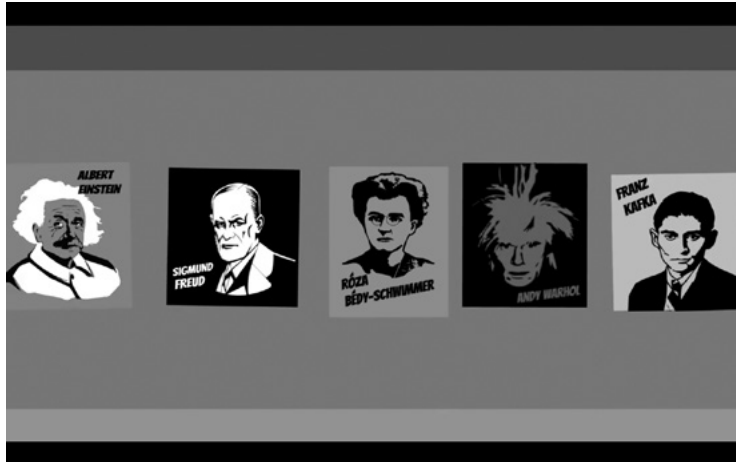 ALBERT
EINSTEIN
SIGMUND
FREUD
RÓZA
BÉDY-SCHWIMMER
ANDY WARHOL
FRANZ
KAFKA